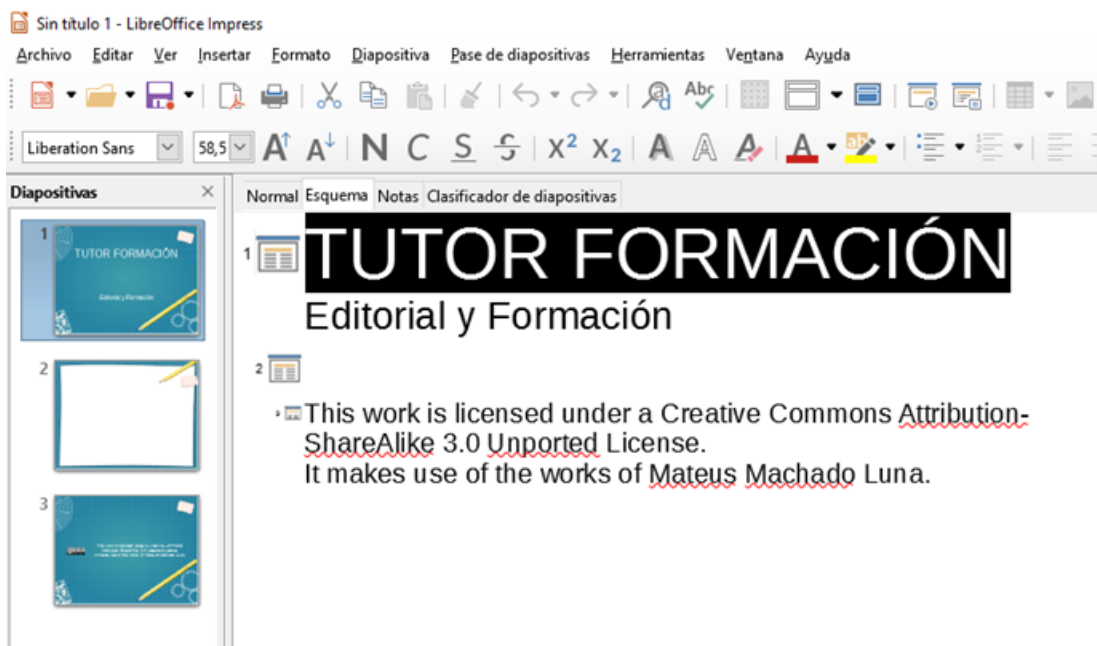 Sin título 1 - LibreOffice Impress
Archivo Editar Ver Insertar Formato Diapositiva Pase de diapositivas Herramientas Ventana Ayuda
Abc
Liberation Sans 58,5 A A N C S S X² X₂ A A A A ab
Diapositivas
Normal Esquema Notas Clasificador de diapositivas
1
TUTOR FORMACIÓN
Editorial y Formación
2
3
1 TUTOR FORMACIÓN
Editorial y Formación
2
This work is licensed under a Creative Commons Attribution-
ShareAlike 3.0 Unported License.
It makes use of the works of Mateus Machado Luna.